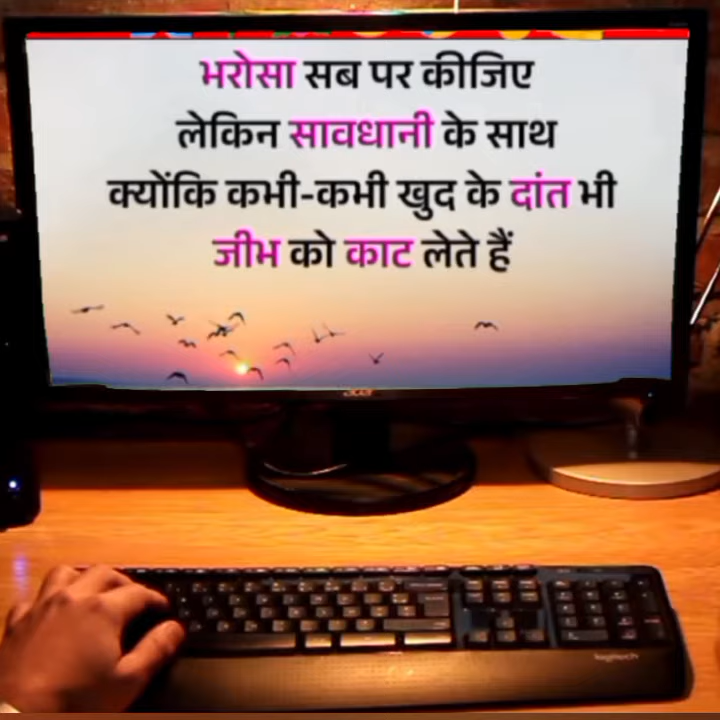 भरोसा सब पर कीजिए
लेकिन सावधानी के साथ
क्योंकि कभी-कभी खुद के दांत भी
जीभ को काट लेते हैं
acer
logitech